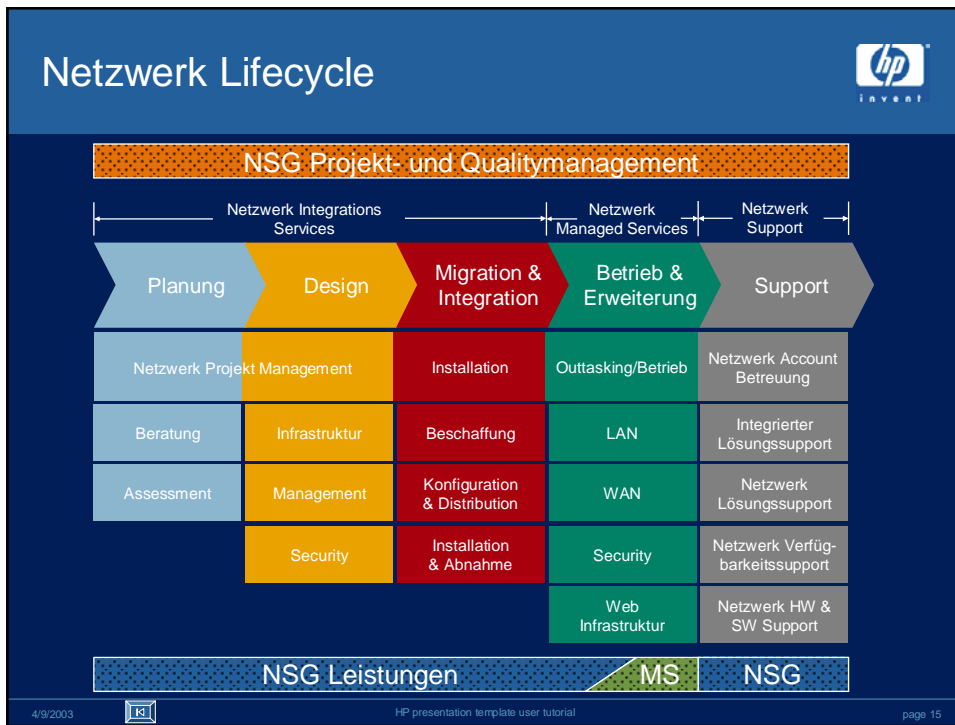 Netzwerk Lifecycle
hp
invent
NSG Projekt- und Qualitymanagement
Netzwerk Integrations
Services
Netzwerk
Managed Services
Netzwerk
Support
Planung
Design
Migration &
Integration
Betrieb &
Erweiterung
Support
Netzwerk Projekt Management
Installation
Outtasking/Betrieb
Netzwerk Account
Betreuung
Beratung
Infrastruktur
Beschaffung
LAN
Integrierter
Lösungssupport
Assessment
Management
Konfiguration
& Distribution
WAN
Netzwerk
Lösungssupport
Security
Installation
& Abnahme
Security
Netzwerk Verfüg-
barkeitssupport
Web
Infrastruktur
Netzwerk HW &
SW Support
NSG Leistungen
MS
NSG
4/9/2003
HP presentation template user tutorial
page 15